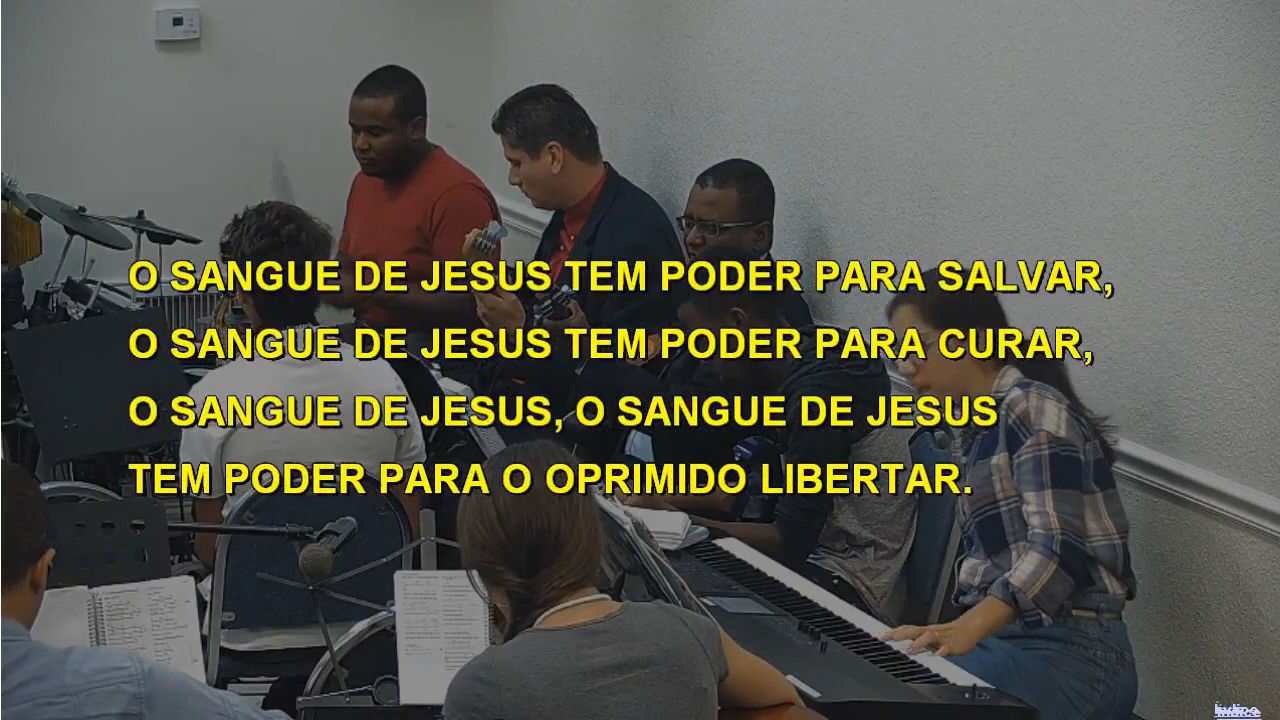 O SANGUE DE JESUS TEM PODER PARA SALVAR,
O SANGUE DE JESUS TEM PODER PARA CURAR,
O SANGUE DE JESUS, O SANGUE DE JESUS
TEM PODER PARA O OPRIMIDO LIBERTAR.
Índice